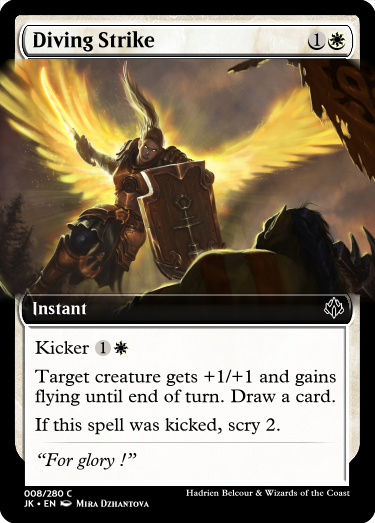 Diving Strike 1
Instant
Kicker 1
Target creature gets +1/+1 and gains
flying until end of turn. Draw a card.
If this spell was kicked, scry 2.
“For glory !”
008/280 C
JK • EN Mira Dzhantova
Hadrien Belcour & Wizards of the Coast